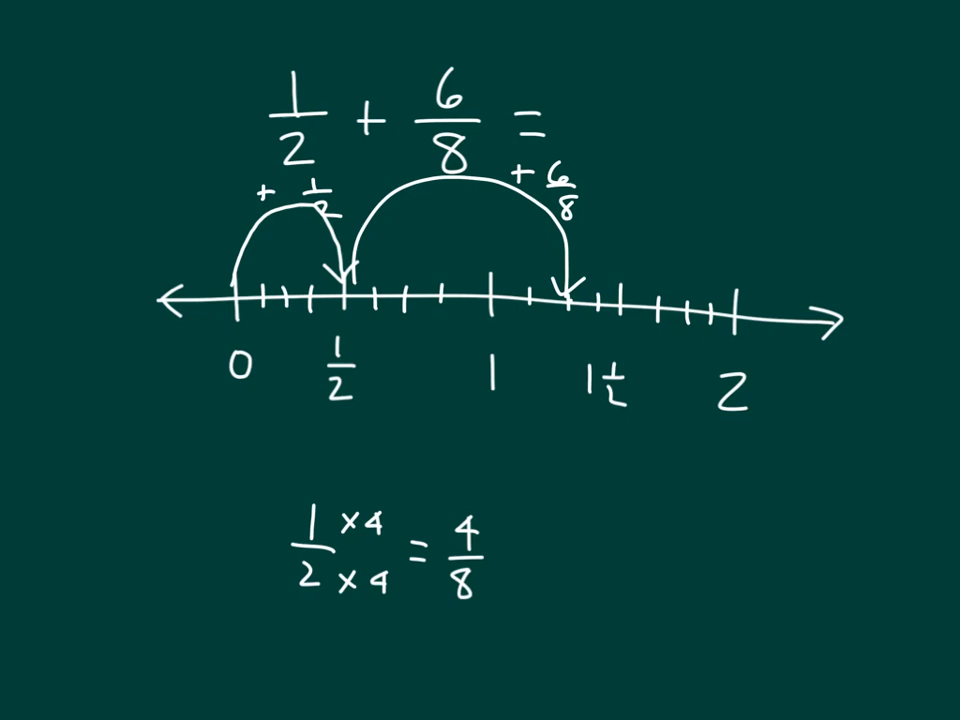 1/2 + 6/8 =
+ 1/2 + 6/8
0 1/2 1 1 1/2 2
1/2 × 4 × 4 = 4/8